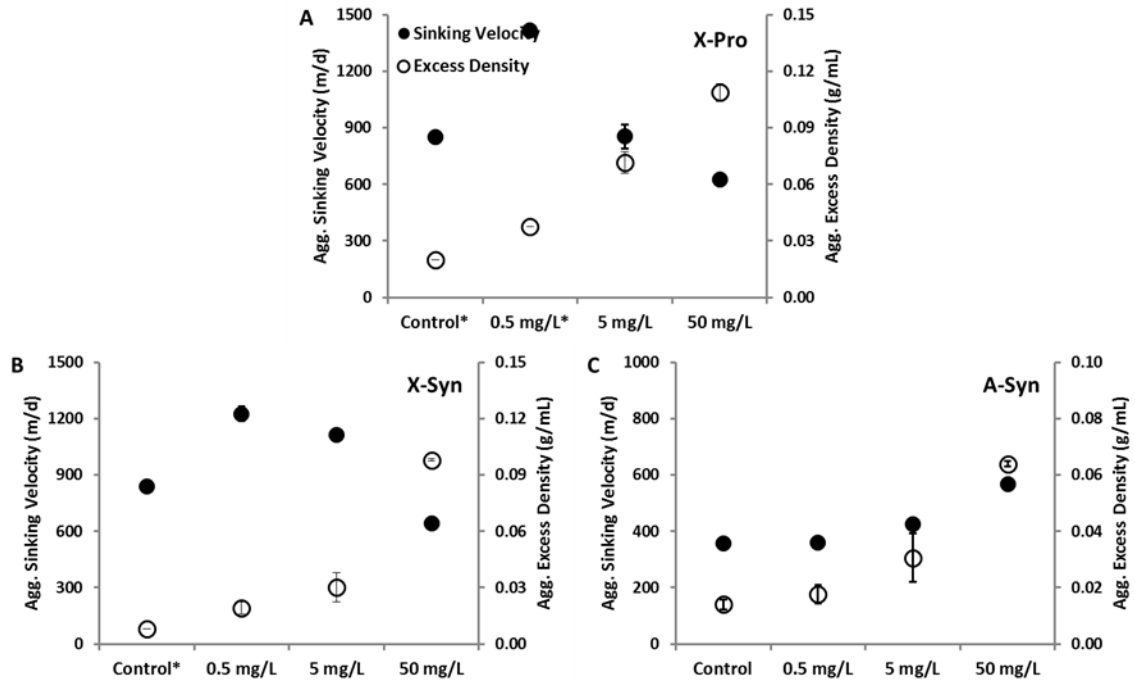 A
X-Pro
Sinking Velocity
Excess Density
Agg. Sinking Velocity (m/d)
1500
1200
900
600
300
0
0.15
0.12
0.09
0.06
0.03
0.00
Agg. Excess Density (g/mL)
Control* 0.5 mg/L* 5 mg/L 50 mg/L
B
X-Syn
Agg. Sinking Velocity (m/d)
1500
1200
900
600
300
0
0.15
0.12
0.09
0.06
0.03
0.00
Agg. Excess Density (g/mL)
Control* 0.5 mg/L 5 mg/L 50 mg/L
C
A-Syn
Agg. Sinking Velocity (m/d)
1000
800
600
400
200
0
0.10
0.08
0.06
0.04
0.02
0.00
Agg. Excess Density (g/mL)
Control 0.5 mg/L 5 mg/L 50 mg/L